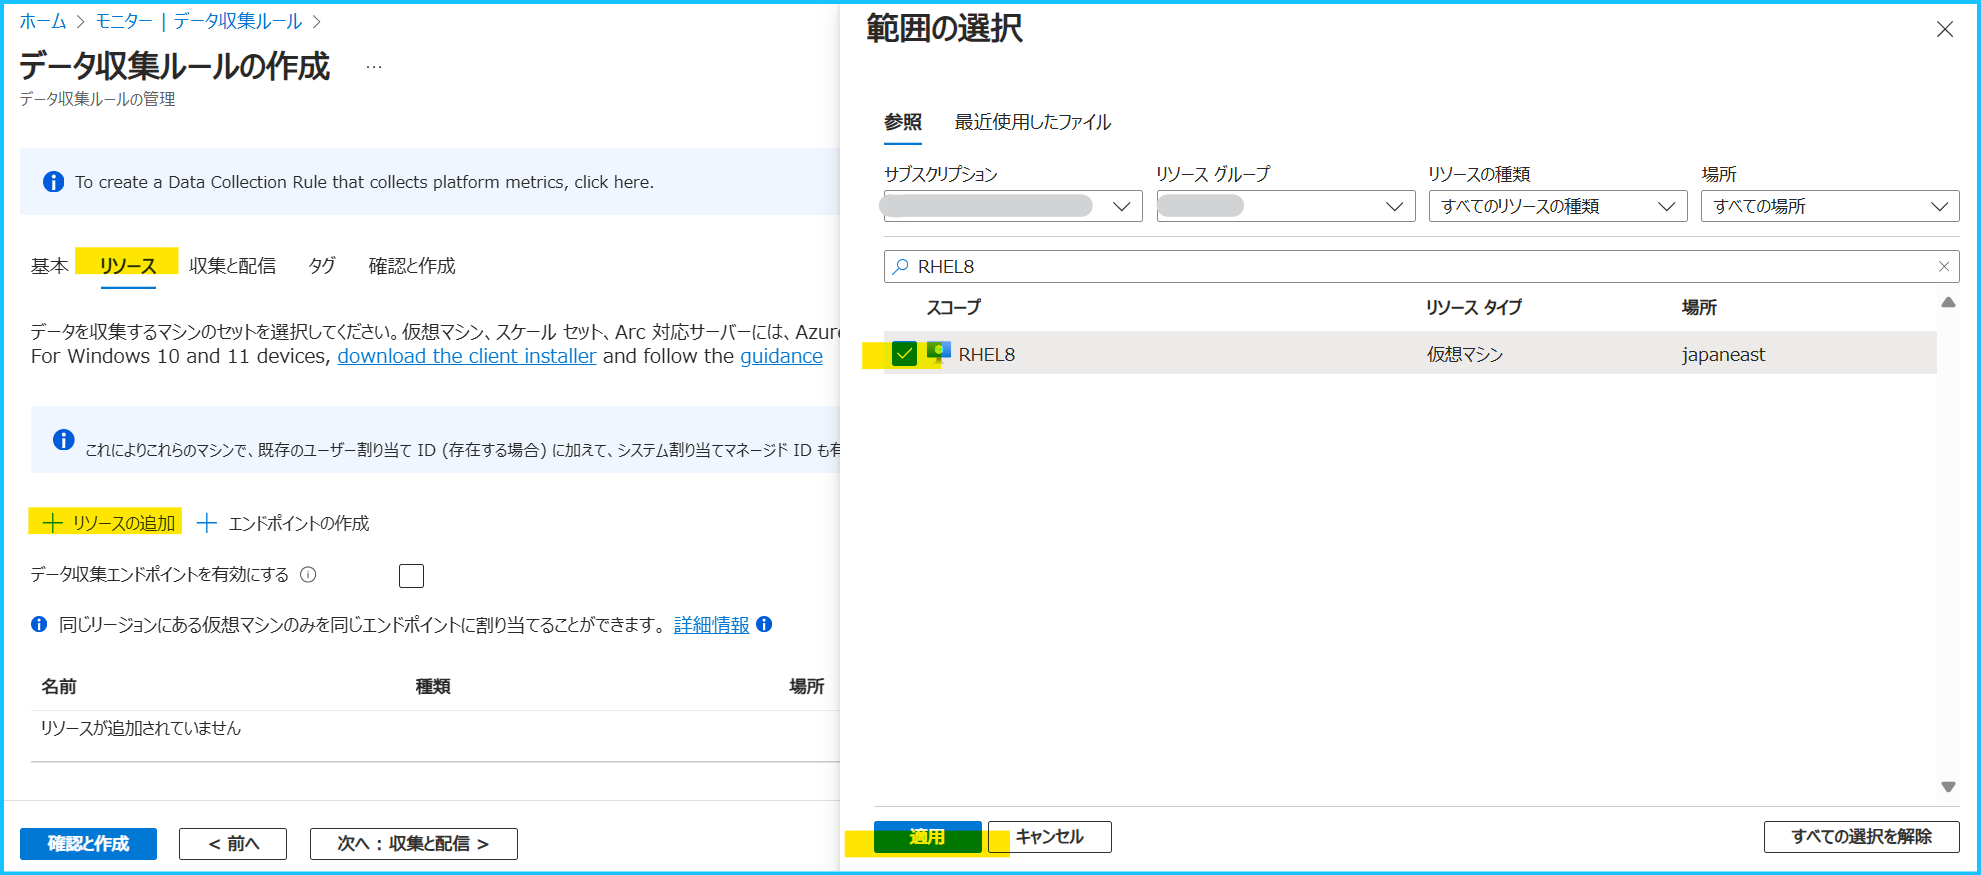 ホーム > モニター | データ収集ルール >
データ収集ルールの作成 …
データ収集ルールの管理
To create a Data Collection Rule that collects platform metrics, click here.
基本 リソース 収集と配信 タグ 確認と作成
データを収集するマシンのセットを選択してください。仮想マシン、スケール セット、Arc 対応サーバーには、Azure
For Windows 10 and 11 devices, download the client installer and follow the guidance
これによりこれらのマシンで、既存のユーザー割り当て ID (存在する場合) に加えて、システム割り当てマネージド ID も有
+ リソースの追加 + エンドポイントの作成
データ収集エンドポイントを有効にする
同じリージョンにある仮想マシンのみを同じエンドポイントに割り当てることができます。 詳細情報
名前 種類 場所
リソースが追加されていません
確認と作成 < 前へ 次へ : 収集と配信 >
範囲の選択
参照 最近使用したファイル
サブスクリプション リソース グループ リソースの種類 場所
すべてのリソースの種類 すべての場所
RHEL8
スコープ リソース タイプ 場所
RHEL8 仮想マシン japaneast
適用 キャンセル すべての選択を解除